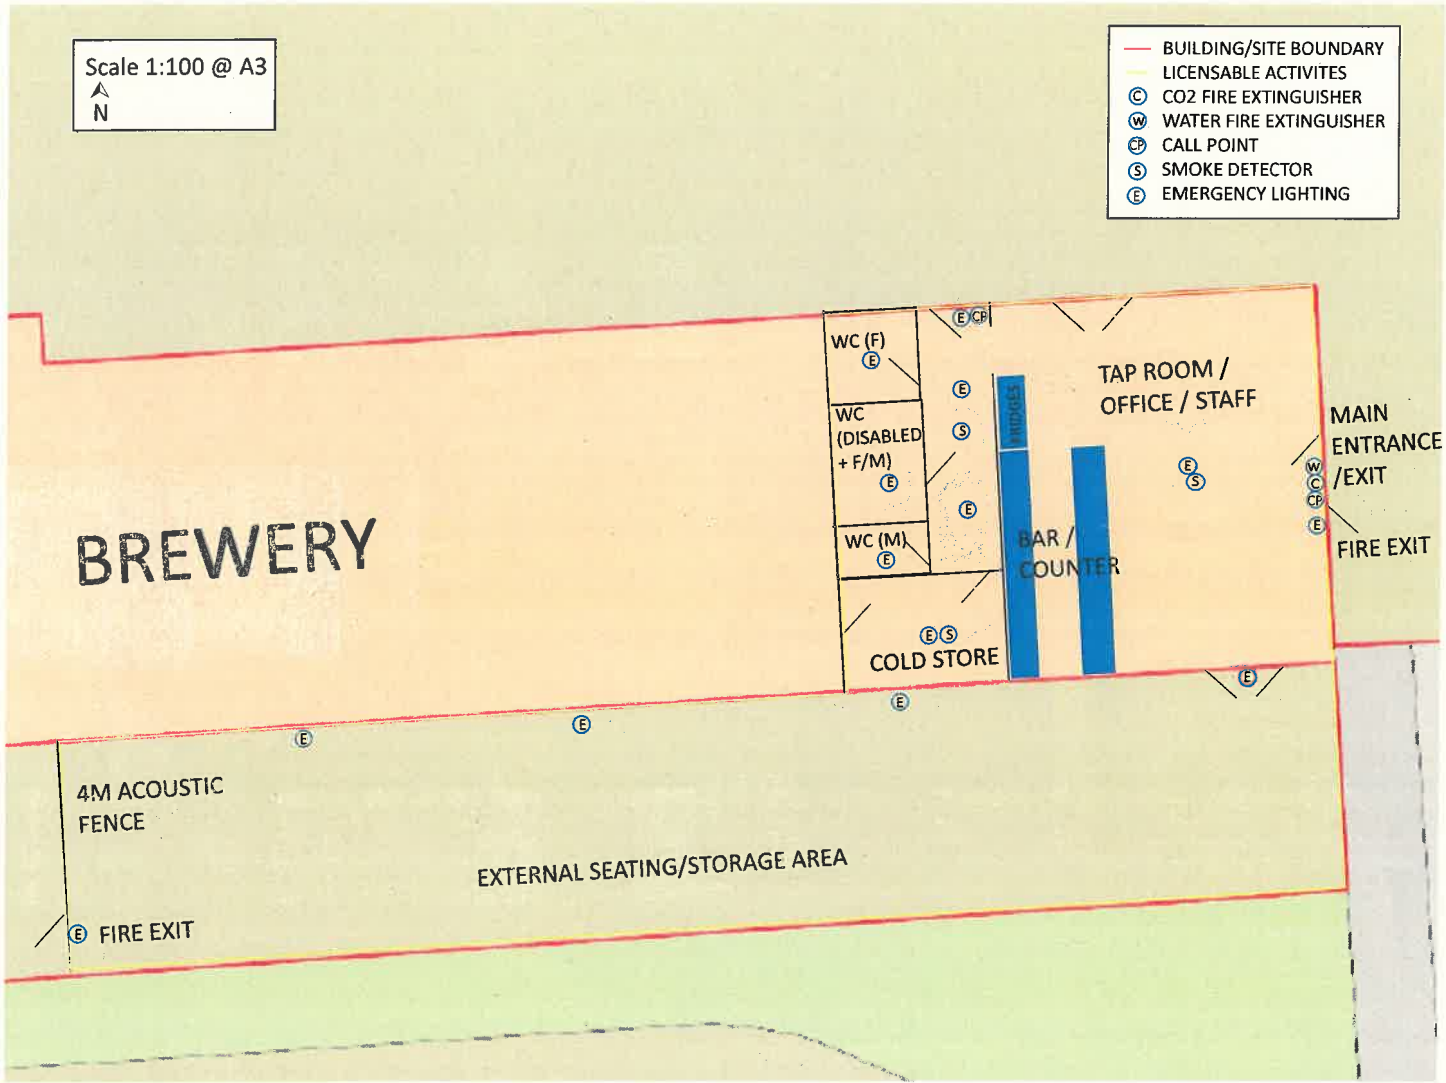 Scale 1:100 @ A3
N
BUILDING/SITE BOUNDARY
LICENSABLE ACTIVITES
C CO2 FIRE EXTINGUISHER
W WATER FIRE EXTINGUISHER
CP CALL POINT
S SMOKE DETECTOR
E EMERGENCY LIGHTING
E CP
WC (F)
E
E
TAP ROOM /
OFFICE / STAFF
FRIDGES
WC
(DISABLED
+ F/M)
E
S
E
MAIN
ENTRANCE
/EXIT
E
S
W
C
CP
E
FIRE EXIT
BREWERY
WC (M)
E
BAR /
COUNTER
E S
COLD STORE
E
E
E
E
4M ACOUSTIC
FENCE
EXTERNAL SEATING/STORAGE AREA
E FIRE EXIT